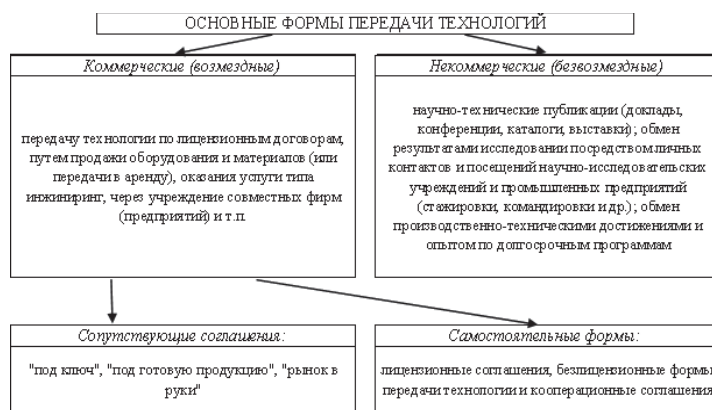 ОСНОВНЫЕ ФОРМЫ ПЕРЕДАЧИ ТЕХНОЛОГИЙ
Коммерческие (возмездные)
передачу технологии по лицензионным договорам,
путем продажи оборудования и материалов (или
передачи в аренду), оказания услуги типа
инжиниринг, через учреждение совместных фирм
(предприятий) и т.п.
Некоммерческие (безвозмездные)
научно-технические публикации (доклады,
конференции, каталоги, выставки); обмен
результатами исследовании посредством личных
контактов и посещений научно-исследовательских
учреждений и промышленных предприятий
(стажировки, командировки и др.); обмен
производственно-техническими достижениями и
опытом по долгосрочным программам
Сопутствующие соглашения:
"под ключ", "под готовую продукцию", "рынок в
руки"
Самостоятельные формы:
лицензионные соглашения, безлицензионные формы
передачи технологии и кооперационные соглашения